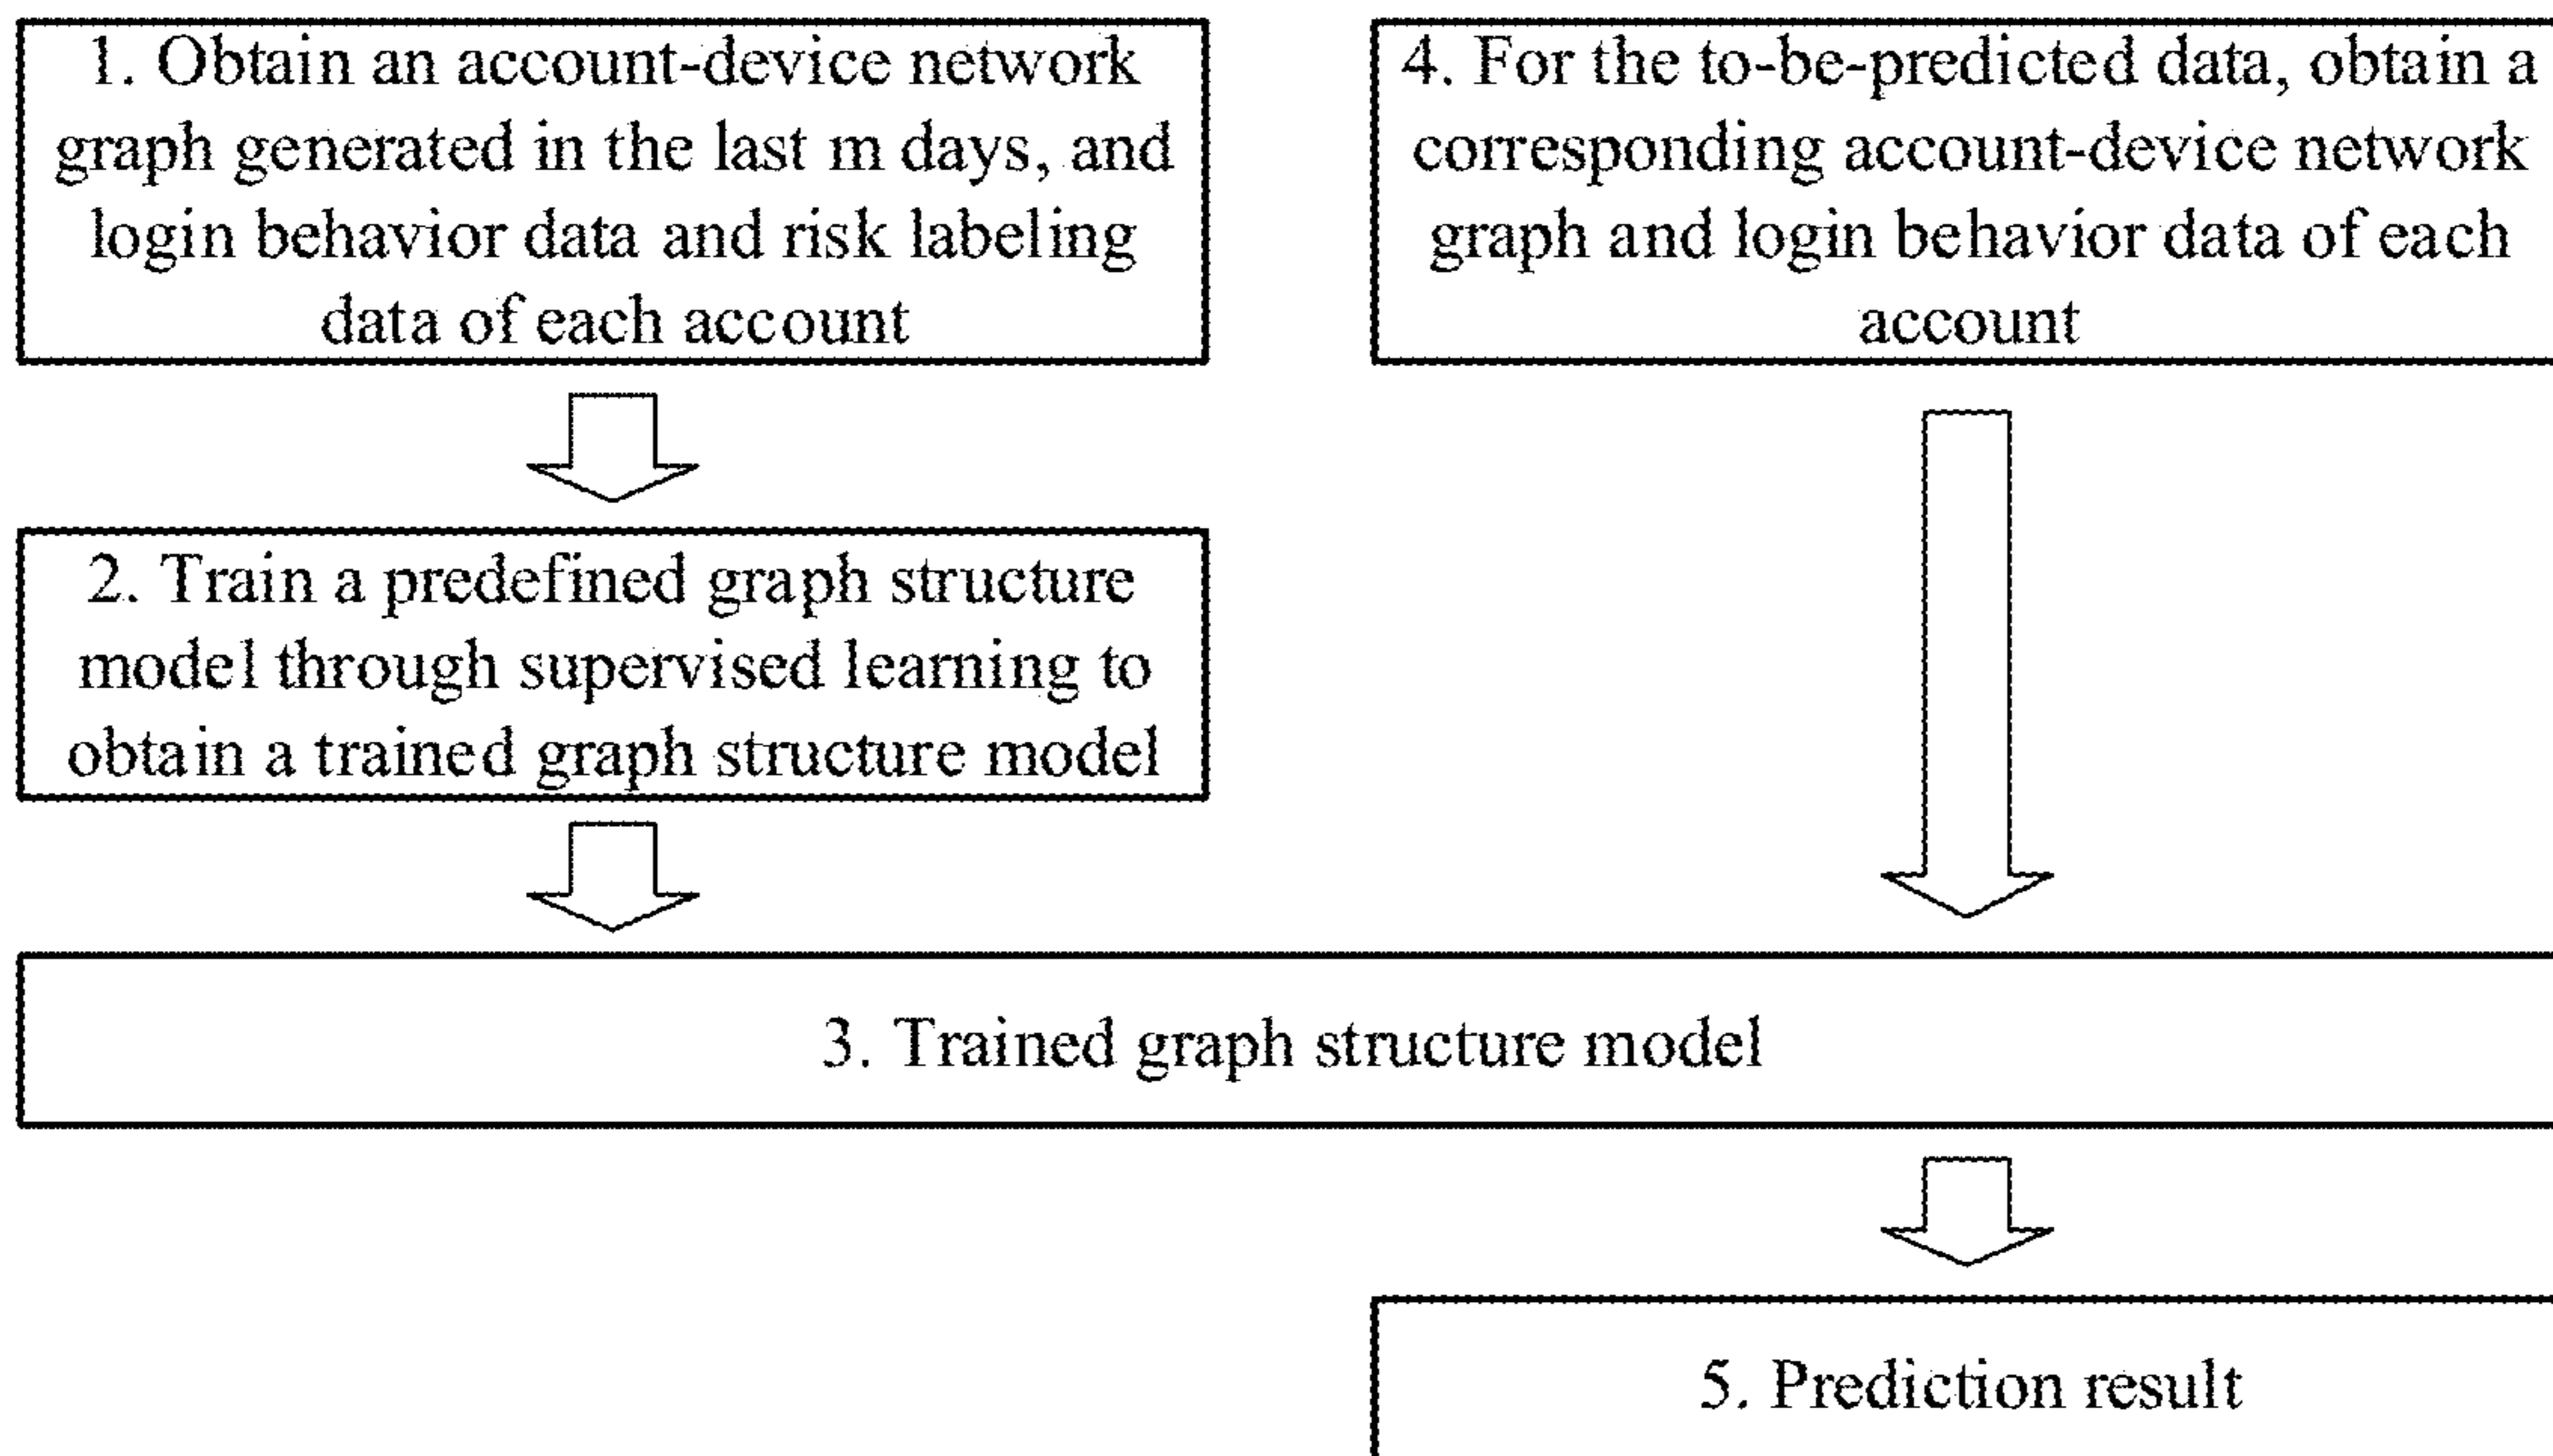 1. Obtain an account-device network
graph generated in the last m days, and
login behavior data and risk labeling
data of each account
4. For the to-be-predicted data, obtain a
corresponding account-device network
graph and login behavior data of each
account
2. Train a predefined graph structure
model through supervised learning to
obtain a trained graph structure model
3. Trained graph structure model
5. Prediction result